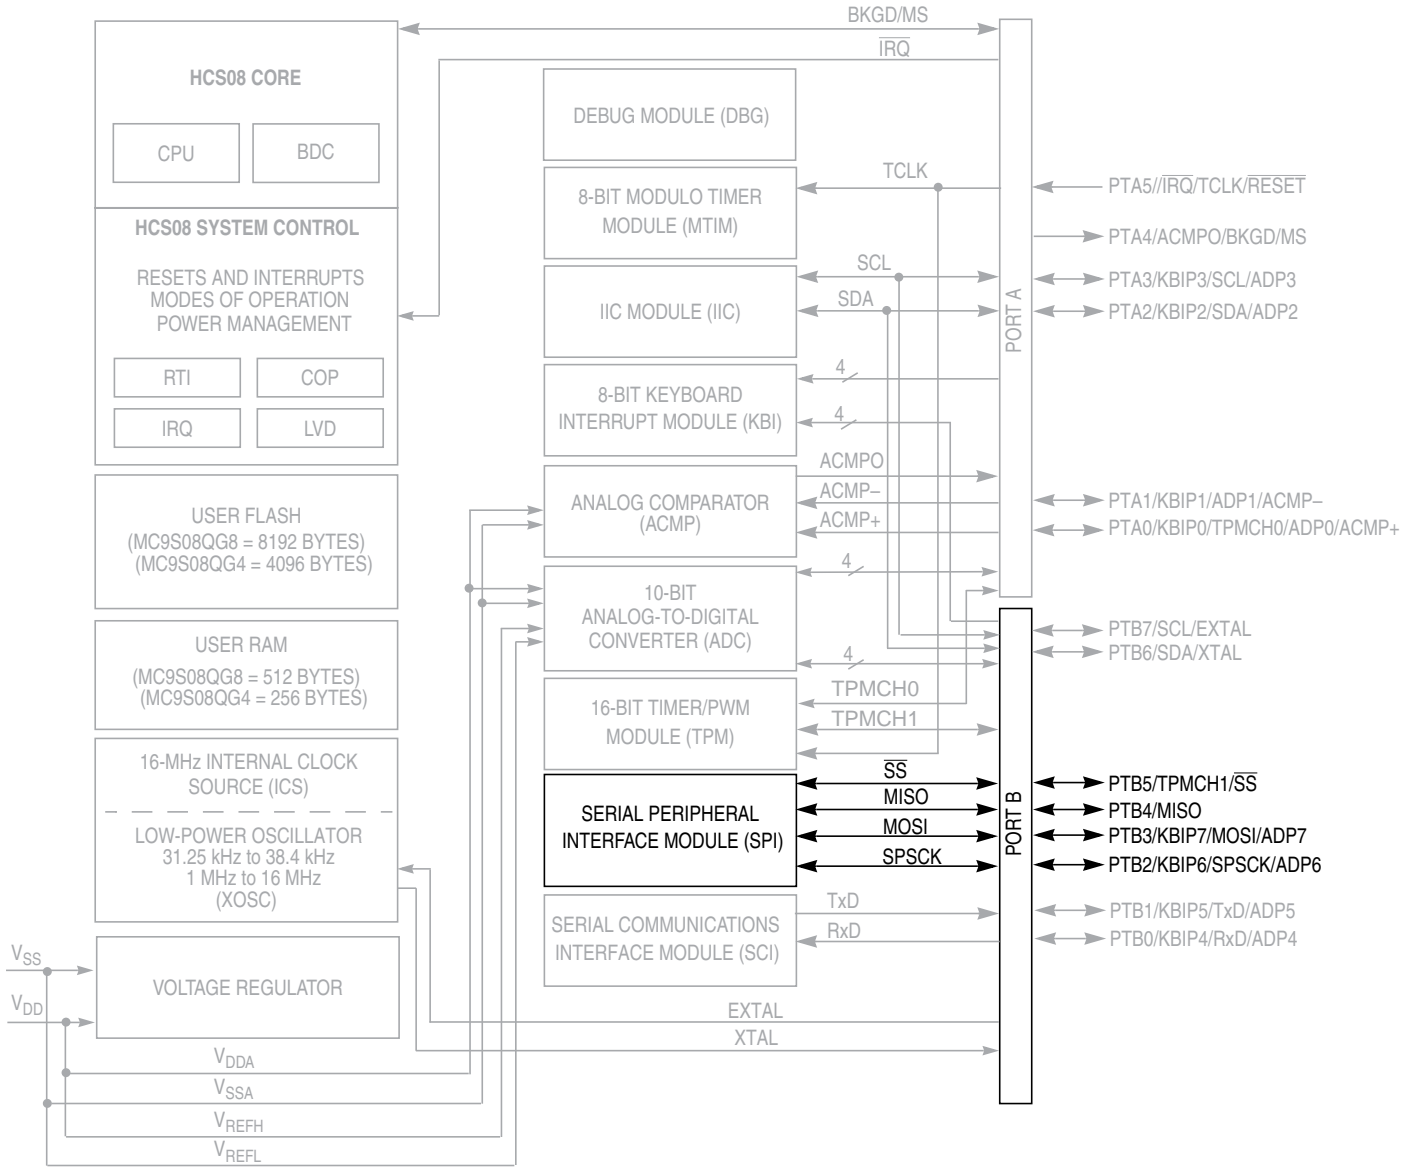 BKGD/MS
IRQ
HCS08 CORE
CPU
BDC
HCS08 SYSTEM CONTROL
RESETS AND INTERRUPTS
MODES OF OPERATION
POWER MANAGEMENT
RTI
COP
IRQ
LVD
USER FLASH
(MC9S08QG8 = 8192 BYTES)
(MC9S08QG4 = 4096 BYTES)
USER RAM
(MC9S08QG8 = 512 BYTES)
(MC9S08QG4 = 256 BYTES)
16-MHz INTERNAL CLOCK
SOURCE (ICS)
LOW-POWER OSCILLATOR
31.25 kHz to 38.4 kHz
1 MHz to 16 MHz
(XOSC)
VSS
VDD
VOLTAGE REGULATOR
VDDA
VSSA
VREFH
VREFL
DEBUG MODULE (DBG)
8-BIT MODULO TIMER
MODULE (MTIM)
TCLK
IIC MODULE (IIC)
SCL
SDA
8-BIT KEYBOARD
INTERRUPT MODULE (KBI)
4
4
ANALOG COMPARATOR
(ACMP)
ACMPO
ACMP–
ACMP+
10-BIT
ANALOG-TO-DIGITAL
CONVERTER (ADC)
4
4
16-BIT TIMER/PWM
MODULE (TPM)
TPMCH0
TPMCH1
SERIAL PERIPHERAL
INTERFACE MODULE (SPI)
SS
MISO
MOSI
SPSCK
SERIAL COMMUNICATIONS
INTERFACE MODULE (SCI)
TxD
RxD
EXTAL
XTAL
PORT A
PTA5//IRQ/TCLK/RESET
PTA4/ACMPO/BKGD/MS
PTA3/KBIP3/SCL/ADP3
PTA2/KBIP2/SDA/ADP2
PTA1/KBIP1/ADP1/ACMP–
PTA0/KBIP0/TPMCH0/ADP0/ACMP+
PORT B
PTB7/SCL/EXTAL
PTB6/SDA/XTAL
PTB5/TPMCH1/SS
PTB4/MISO
PTB3/KBIP7/MOSI/ADP7
PTB2/KBIP6/SPSCK/ADP6
PTB1/KBIP5/TxD/ADP5
PTB0/KBIP4/RxD/ADP4